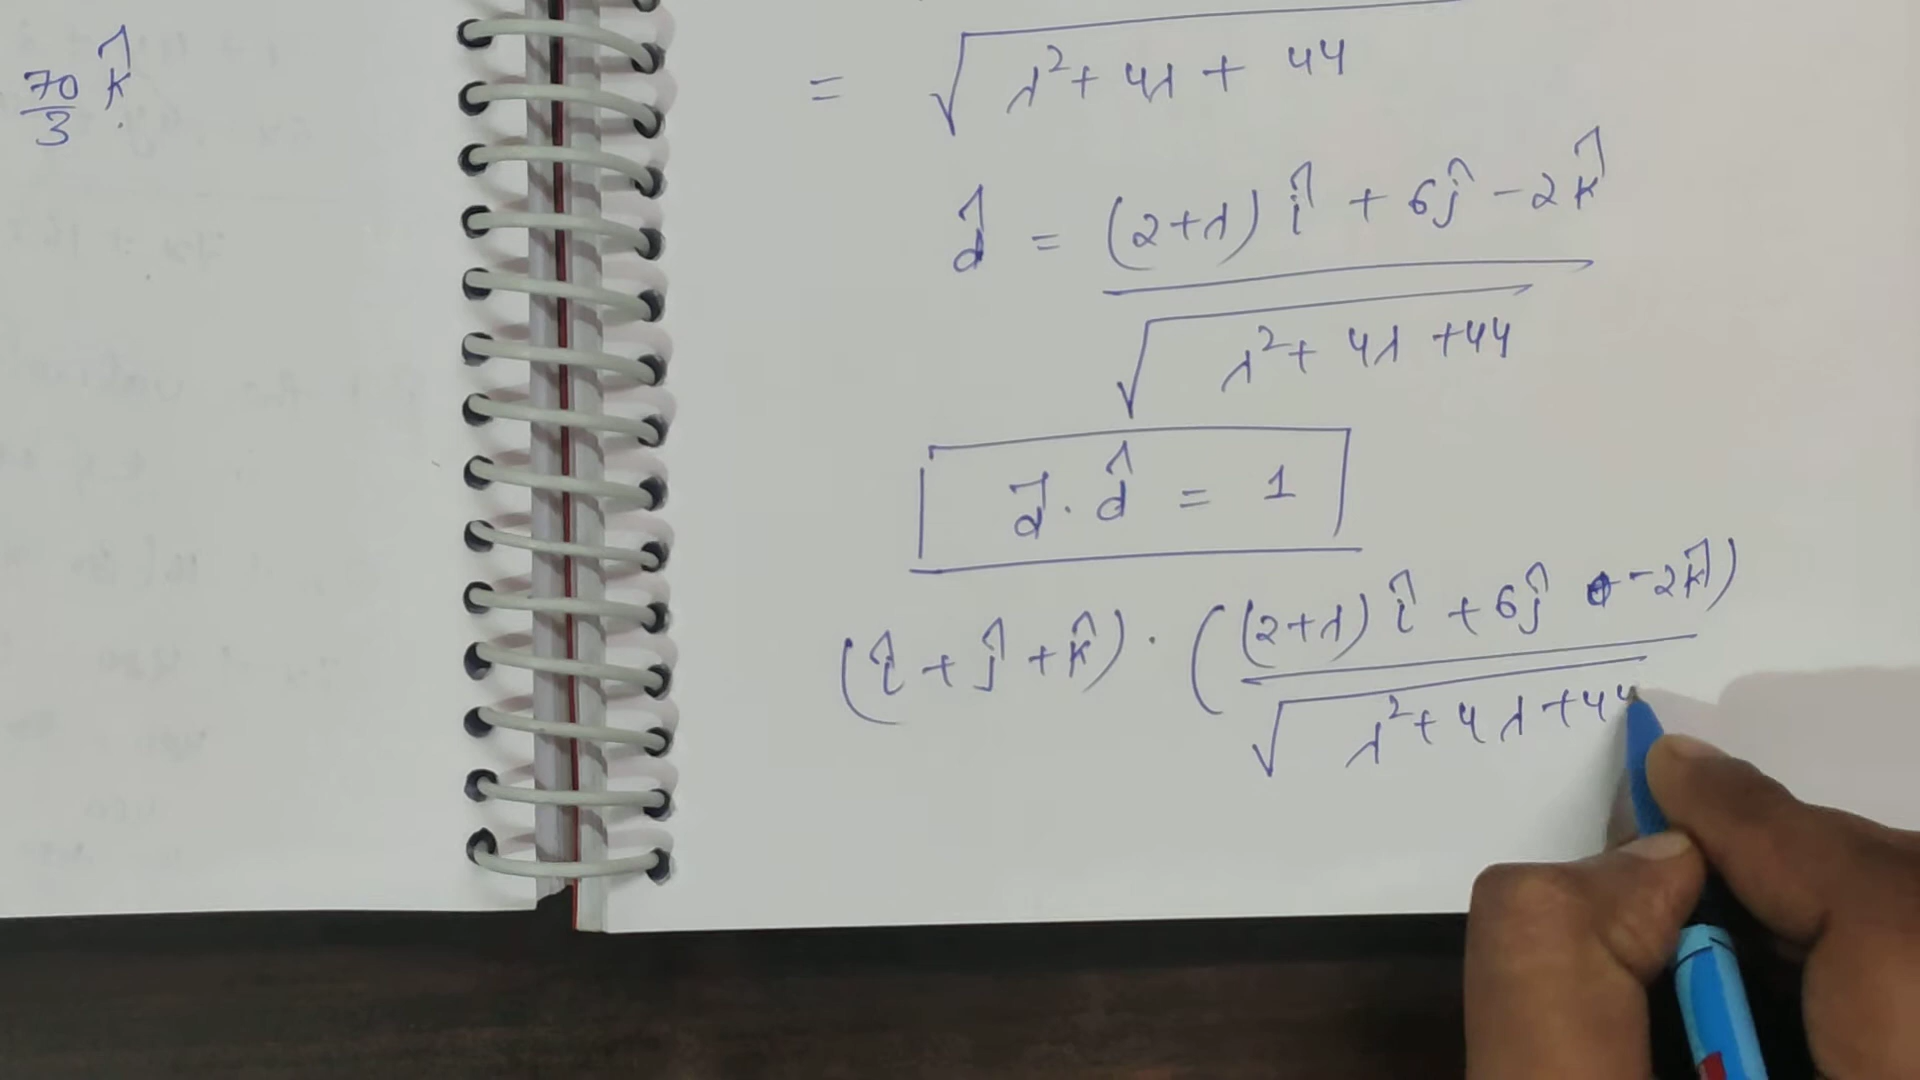 70/3 k̂
= √(λ² + 4λ + 44)
d̂ = ((2+λ) î + 6ĵ - 2k̂) / √(λ² + 4λ + 44)
a⃗ · d̂ = 1
(î + ĵ + k̂) · ((2+λ) î + 6ĵ - 2k̂) / √(λ² + 4λ + 44